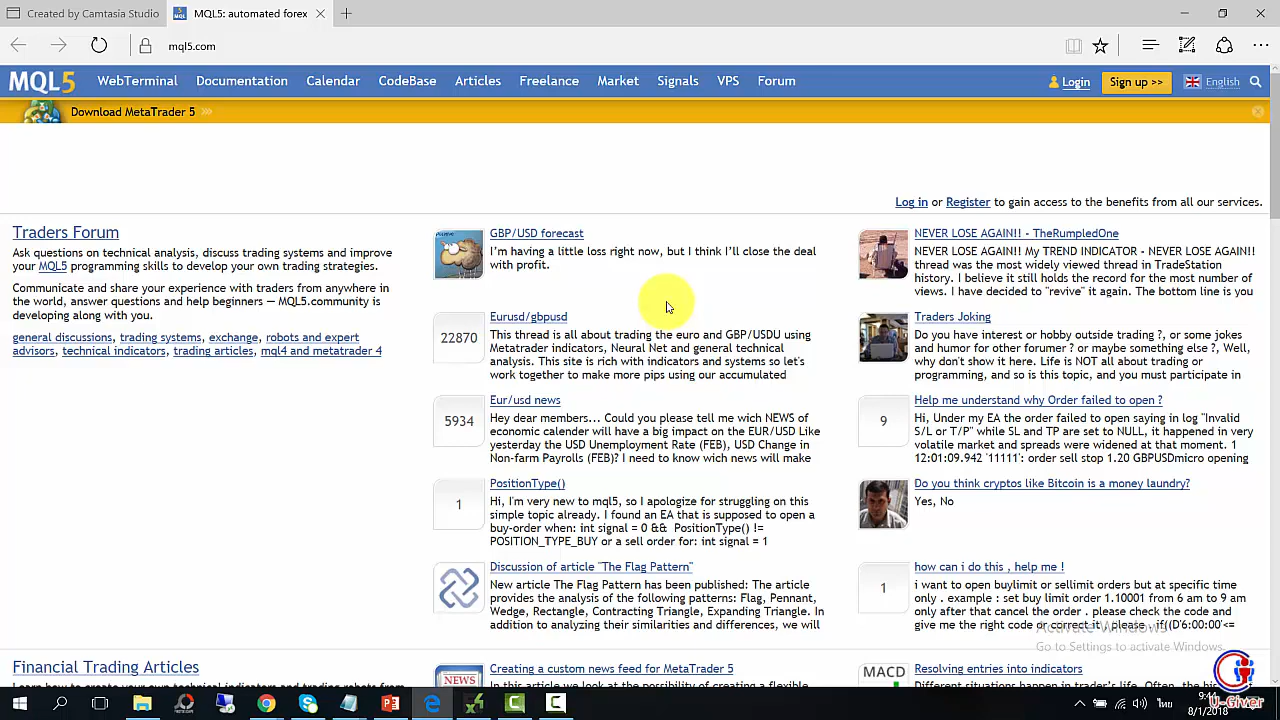 Created by Camtasia Studio
MQL5: automated forex
mql5.com
MQL5 WebTerminal Documentation Calendar CodeBase Articles Freelance Market Signals VPS Forum Login Sign up >> English
Download MetaTrader 5
Log in or Register to gain access to the benefits from all our services.
Traders Forum
Ask questions on technical analysis, discuss trading systems and improve
your MQL5 programming skills to develop your own trading strategies.
Communicate and share your experience with traders from anywhere in
the world, answer questions and help beginners — MQL5.community is
developing along with you.
general discussions, trading systems, exchange, robots and expert
advisors, technical indicators, trading articles, mql4 and metatrader 4
GBP/USD forecast
I'm having a little loss right now, but I think I'll close the deal
with profit.
22870
Eurusd/gbpusd
This thread is all about trading the euro and GBP/USDU using
Metatrader indicators, Neural Net and general technical
analysis. This site is rich with indicators and systems so let's
work together to make more pips using our accumulated
5934
Eur/usd news
Hey dear members... Could you please tell me wich NEWS of
economic calender will have a big impact on the EUR/USD Like
yesterday the USD Unemployment Rate (FEB), USD Change in
Non-farm Payrolls (FEB)? I need to know wich news will make
1
PositionType()
Hi, I'm very new to mql5, so I apologize for struggling on this
simple topic already. I found an EA that is supposed to open a
buy-order when: int signal = 0 && PositionType() !=
POSITION_TYPE_BUY or a sell order for: int signal = 1
Discussion of article "The Flag Pattern"
New article The Flag Pattern has been published: The article
provides the analysis of the following patterns: Flag, Pennant,
Wedge, Rectangle, Contracting Triangle, Expanding Triangle. In
addition to analyzing their similarities and differences, we will
NEVER LOSE AGAIN!! - TheRumpledOne
NEVER LOSE AGAIN!! My TREND INDICATOR - NEVER LOSE AGAIN!!
thread was the most widely viewed thread in TradeStation
history. I believe it still holds the record for the most number of
views. I have decided to "revive" it again. The bottom line is you
Traders Joking
Do you have interest or hobby outside trading ?, or some jokes
and humor for other forumer ? or maybe something else ?, Well,
why don't show it here. Life is NOT all about trading or
programming, and so is this topic, and you must participate in
9
Help me understand why Order failed to open ?
Hi, Under my EA the order failed to open saying in log "Invalid
S/L or T/P" while SL and TP are set to NULL, it happened in very
volatile market and spreads were widened at that moment. 1
12:01:09.942 '11111': order sell stop 1.20 GBPUSDmicro opening
Do you think cryptos like Bitcoin is a money laundry?
Yes, No
1
how can i do this , help me !
i want to open buylimit or sellimit orders but at specific time
only . example : set buy limit order 1.10001 from 6 am to 9 am
only after that cancel the order . please check the code and
give me the right code or correct it . please . if((D'6:00:00'<=
Activate Windows
Go to Settings to activate Windows.
Financial Trading Articles
NEWS
Creating a custom news feed for MetaTrader 5
MACD
Resolving entries into indicators
ไทย
8/1/2018
U-Giver